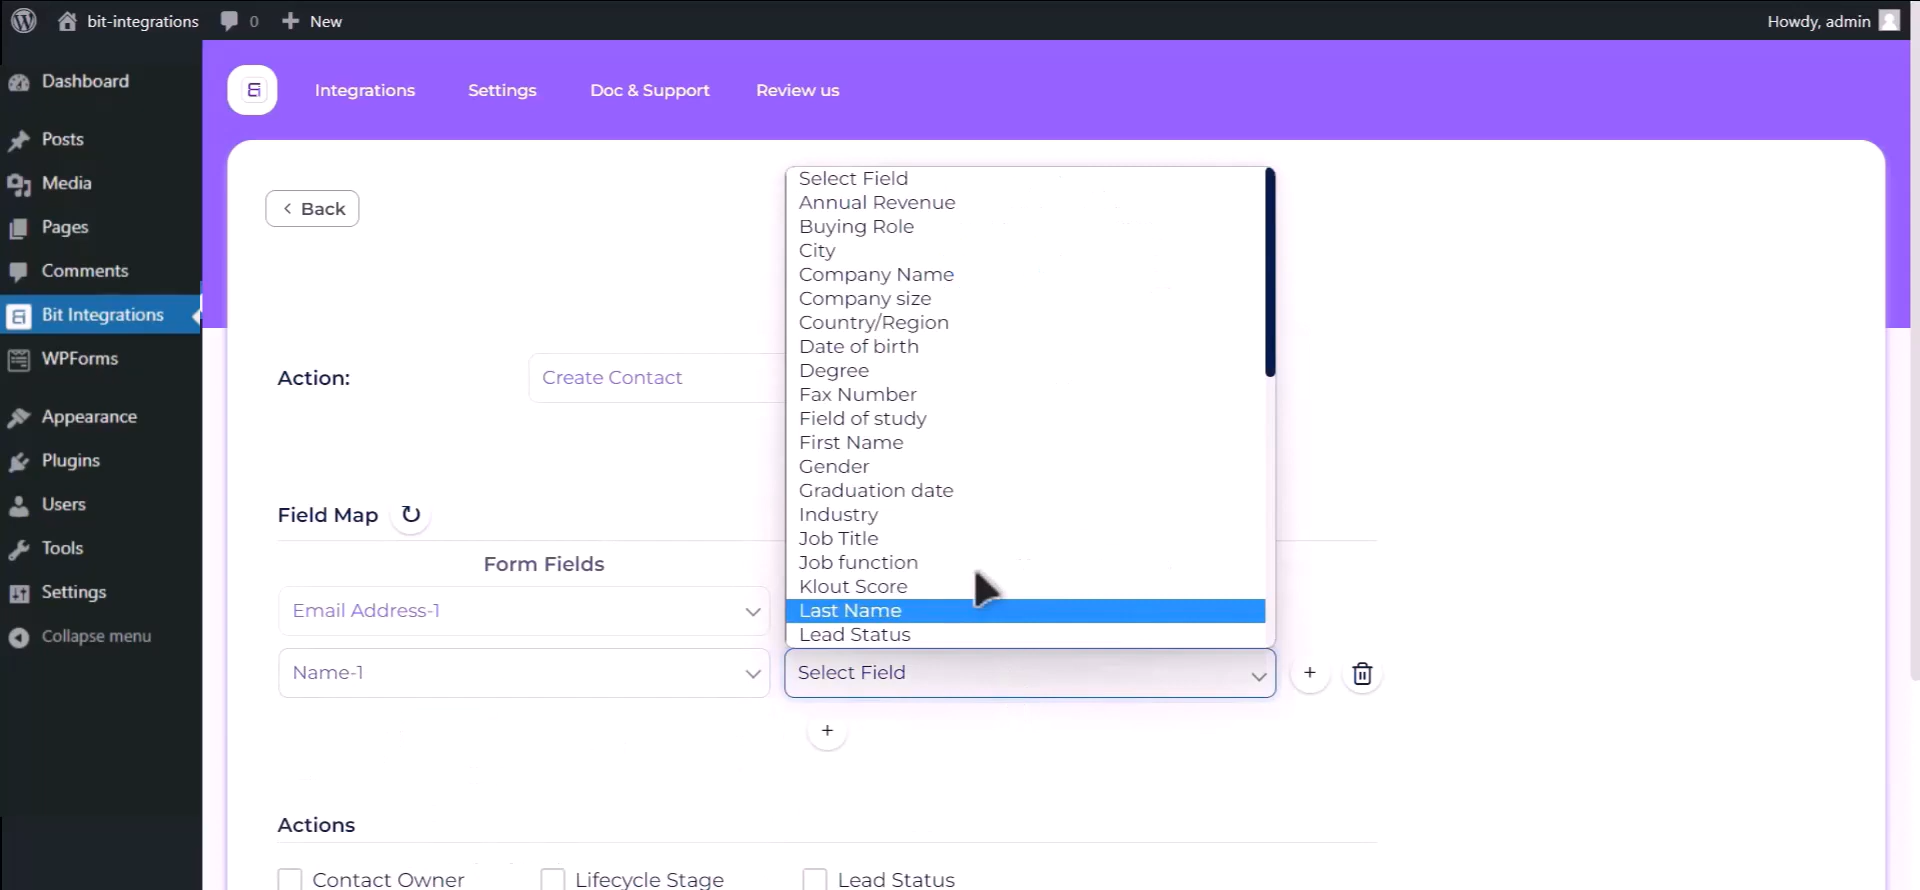 bit-integrations 0 New Howdy, admin
Dashboard
Posts
Media
Pages
Comments
Bit Integrations
WPForms
Appearance
Plugins
Users
Tools
Settings
Collapse menu
Integrations Settings Doc & Support Review us
Back
Action: Create Contact
Field Map
Form Fields
Email Address-1
Name-1
Select Field
Annual Revenue
Buying Role
City
Company Name
Company size
Country/Region
Date of birth
Degree
Fax Number
Field of study
First Name
Gender
Graduation date
Industry
Job Title
Job function
Klout Score
Last Name
Lead Status
Select Field
+
+
Actions
Contact Owner Lifecycle Stage Lead Status